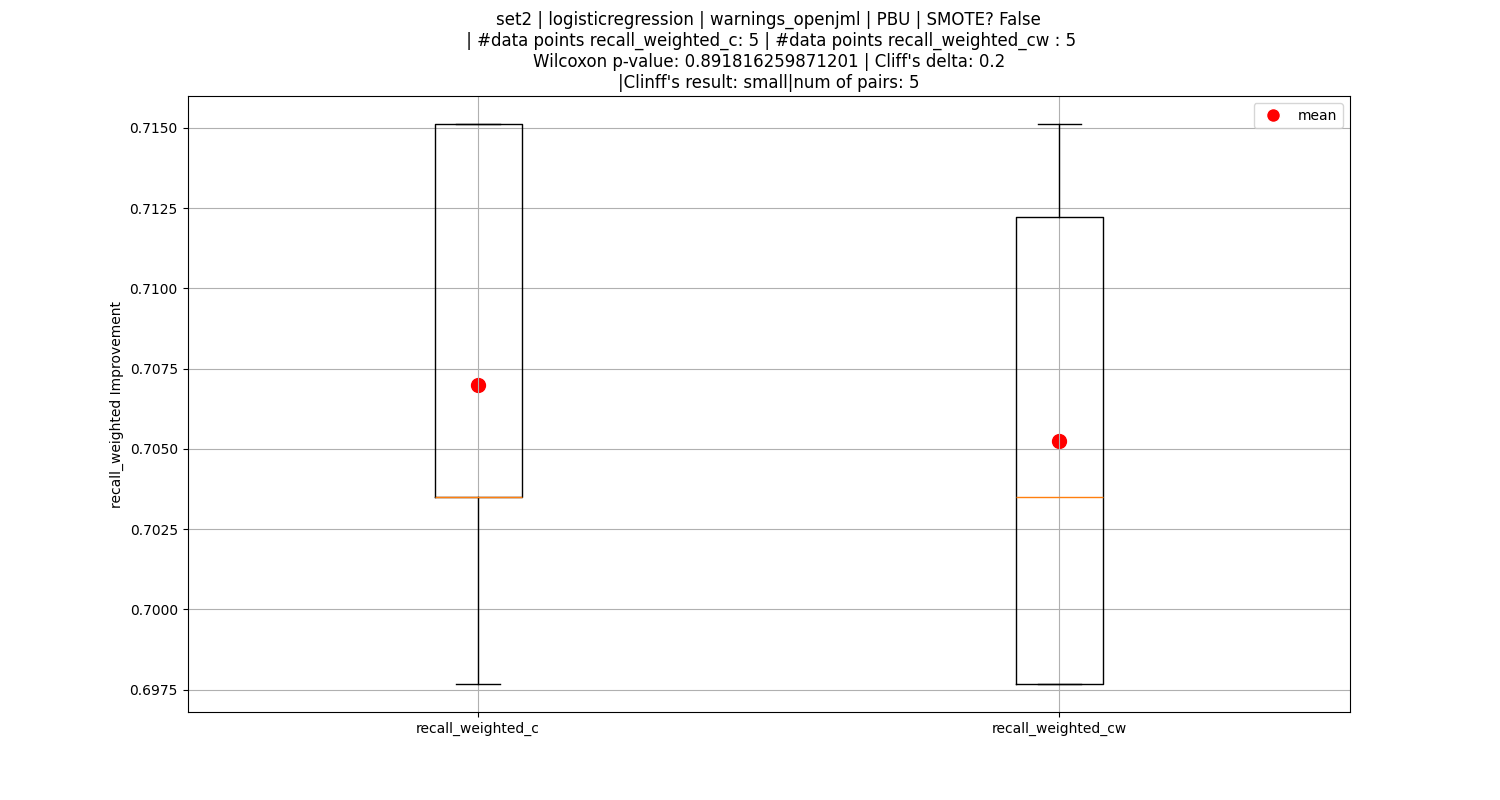 set2 | logisticregression | warnings_openjml | PBU | SMOTE? False
| #data points recall_weighted_c: 5 | #data points recall_weighted_cw : 5
Wilcoxon p-value: 0.891816259871201 | Cliff's delta: 0.2
|Clinff's result: small|num of pairs: 5
mean
0.7150
0.7125
0.7100
0.7075
0.7050
0.7025
0.7000
0.6975
recall_weighted Improvement
recall_weighted_c
recall_weighted_cw